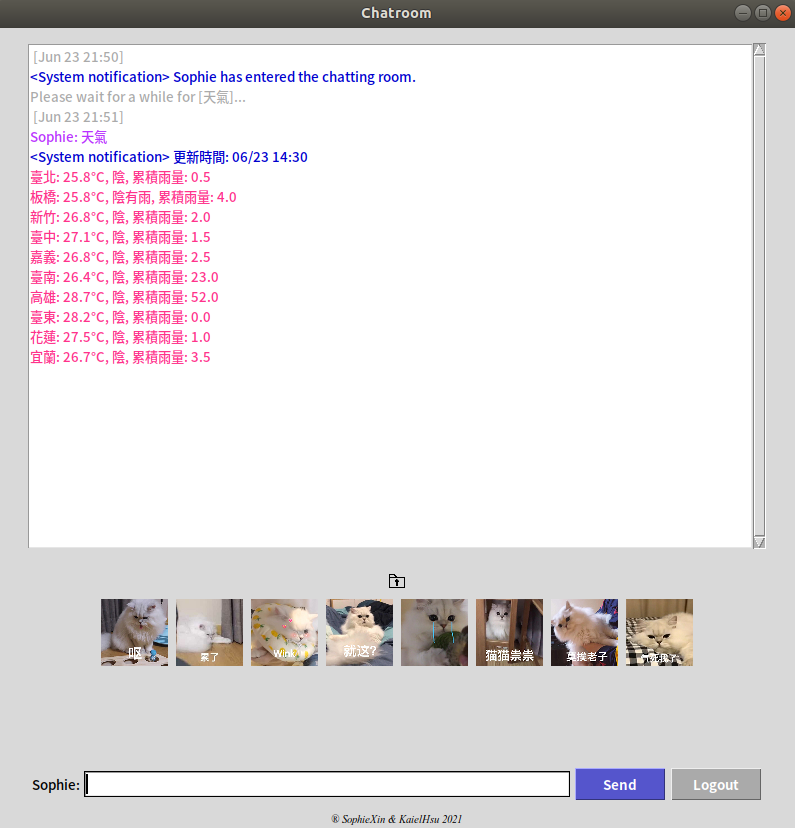 Chatroom
[Jun 23 21:50]
<System notification> Sophie has entered the chatting room.
Please wait for a while for [天氣]...
[Jun 23 21:51]
Sophie: 天氣
<System notification> 更新時間: 06/23 14:30
臺北: 25.8°C, 陰, 累積雨量: 0.5
板橋: 25.8°C, 陰有雨, 累積雨量: 4.0
新竹: 26.8°C, 陰, 累積雨量: 2.0
臺中: 27.1°C, 陰, 累積雨量: 1.5
嘉義: 26.8°C, 陰, 累積雨量: 2.5
臺南: 26.4°C, 陰, 累積雨量: 23.0
高雄: 28.7°C, 陰, 累積雨量: 52.0
臺東: 28.2°C, 陰, 累積雨量: 0.0
花蓮: 27.5°C, 陰, 累積雨量: 1.0
宜蘭: 26.7°C, 陰, 累積雨量: 3.5
累了
Wink
就这?
猫猫祟祟
莫挨老子
气死我了
Sophie:
Send
Logout
® SophieXin & KaielHsu 2021